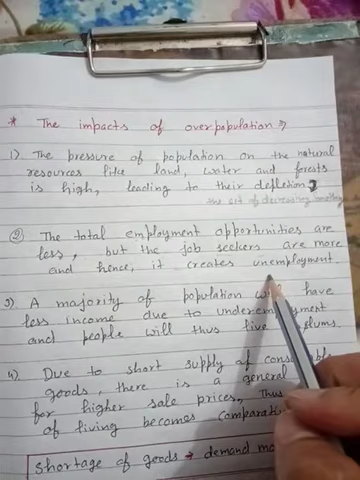 * The impacts of overpopulation ⇒
1) The pressure of population on the natural
resources like land, water and forests
is high, leading to their depletion
the act of decreasing something
② The total employment opportunities are
less, but the job seekers are more
and hence, it creates unemployment.
3) A majority of population will have
less income due to underemployment
and people will thus live slums.
4) Due to short supply of
goods, there is a general
for higher sale prices, Thus
of living becomes
Shortage of goods → demand